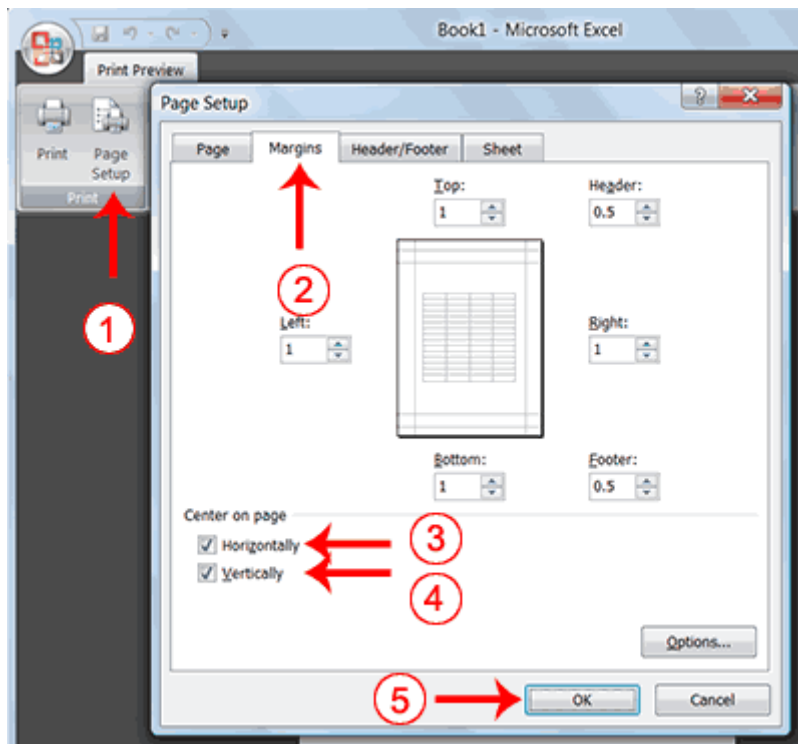 Book1 - Microsoft Excel
Print Preview
Print
Page
Setup
Print
Page Setup
Page
Margins
Header/Footer
Sheet
Top:
1
Header:
0.5
1
2
Left:
1
Right:
1
Bottom:
1
Footer:
0.5
Center on page
Horizontally
3
Vertically
4
Options...
5
OK
Cancel